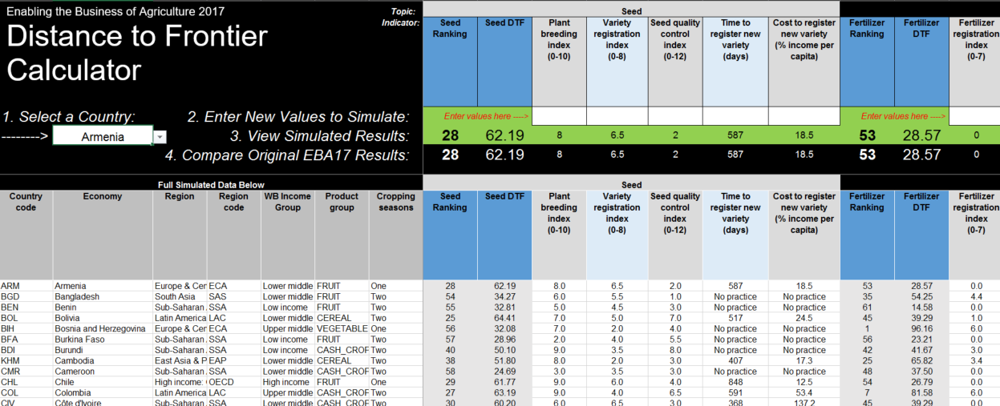 Enabling the Business of Agriculture 2017
Distance to Frontier
Calculator
Topic: Seed
Indicator: Seed Ranking Seed DTF Plant breeding index (0-10) Variety registration index (0-8) Seed quality control index (0-12) Time to register new variety (days) Cost to register new variety (% income per capita) Fertilizer Ranking Fertilizer DTF Fertilizer registration index (0-7)
1. Select a Country: 2. Enter New Values to Simulate: Enter values here ----> Enter values here ---->
--------> Armenia 3. View Simulated Results: 28 62.19 8 6.5 2 587 18.5 53 28.57 0
4. Compare Original EBA17 Results: 28 62.19 8 6.5 2 587 18.5 53 28.57 0
Full Simulated Data Below Seed
Country code Economy Region Region code WB Income Group Product group Cropping seasons Seed Ranking Seed DTF Plant breeding index (0-10) Variety registration index (0-8) Seed quality control index (0-12) Time to register new variety (days) Cost to register new variety (% income per capita) Fertilizer Ranking Fertilizer DTF Fertilizer registration index (0-7)
ARM Armenia Europe & Cer ECA Lower middle FRUIT One 28 62.19 8.0 6.5 2.0 587 18.5 53 28.57 0.0
BGD Bangladesh South Asia SAS Lower middle FRUIT Two 54 34.27 6.0 5.5 1.0 No practice No practice 35 54.25 4.4
BEN Benin Sub-Saharan SSA Low income FRUIT Two 55 32.81 5.0 4.5 3.0 No practice No practice 61 14.58 0.0
BOL Bolivia Latin America LAC Lower middle CEREAL Two 25 64.41 7.0 5.0 7.0 517 24.5 45 39.29 1.0
BIH Bosnia and Herzegovina Europe & Cer ECA Upper middle VEGETABLE One 56 32.08 7.0 2.0 4.0 No practice No practice 1 96.16 6.0
BFA Burkina Faso Sub-Saharan SSA Low income FRUIT Two 57 28.96 2.0 4.0 5.5 No practice No practice 56 23.21 0.0
BDI Burundi Sub-Saharan SSA Low income CASH_CROF Two 40 50.10 9.0 3.5 8.0 No practice No practice 42 41.67 3.0
KHM Cambodia East Asia & P EAP Lower middle CEREAL Two 38 51.80 8.0 2.0 3.0 407 17.3 25 65.82 3.4
CMR Cameroon Sub-Saharan SSA Lower middle CASH_CROF Two 58 24.69 3.0 3.5 3.0 No practice No practice 48 37.50 0.0
CHL Chile High income: OECD High income FRUIT One 29 61.77 9.0 6.0 4.0 848 12.5 54 26.79 0.0
COL Colombia Latin America LAC Upper middle CASH_CROF Two 27 63.19 9.0 4.0 6.5 591 53.4 7 81.58 6.0
CIV Côte d'Ivoire Sub-Saharan SSA Lower middle CASH_CROF Two 30 60.20 6.0 6.5 3.0 368 137.2 45 39.29 0.0